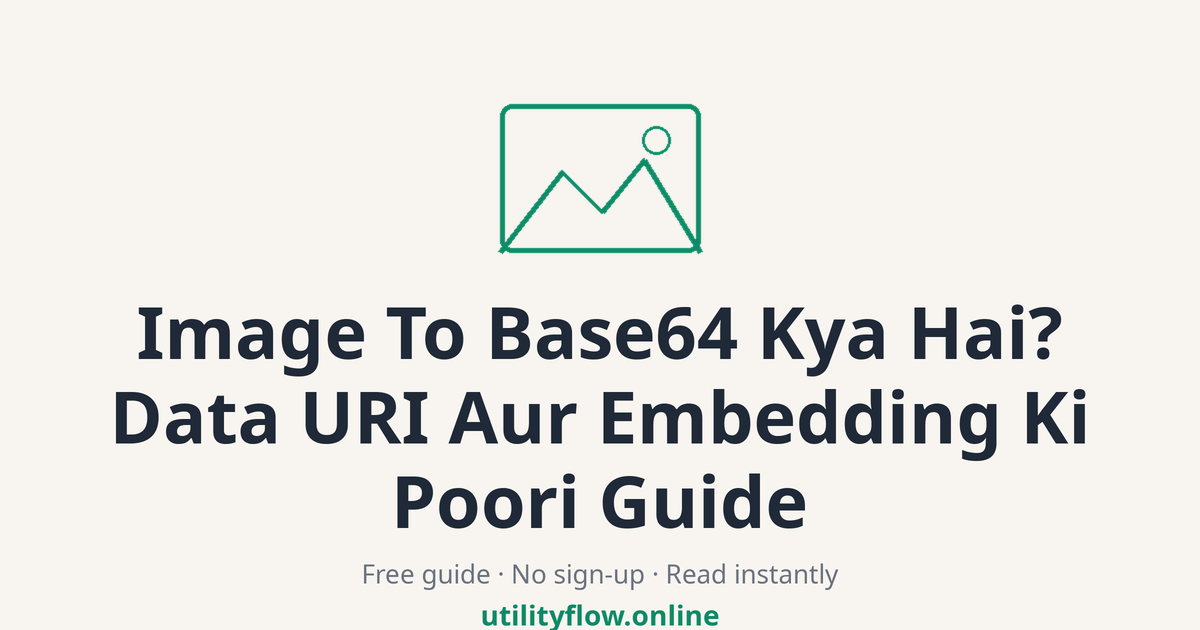 Image To Base64 Kya Hai?
Data URI Aur Embedding Ki
Poori Guide
Free guide · No sign-up · Read instantly
utilityflow.online